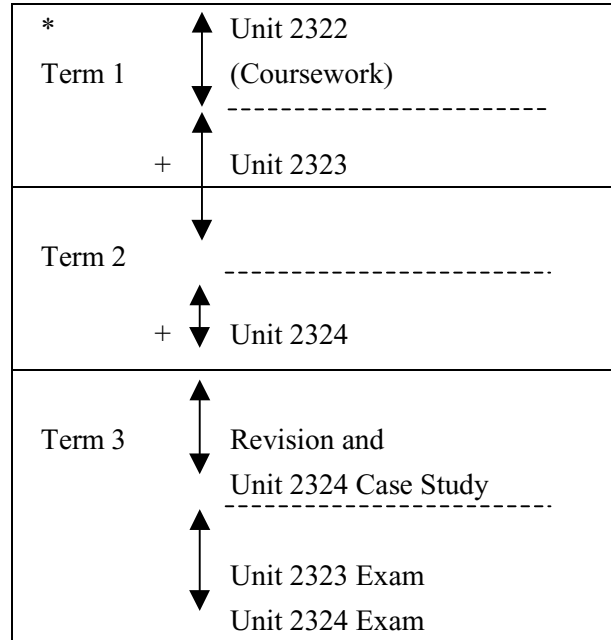 * Unit 2322
Term 1 (Coursework)
+ Unit 2323
Term 2
+ Unit 2324
Term 3 Revision and
Unit 2324 Case Study
Unit 2323 Exam
Unit 2324 Exam